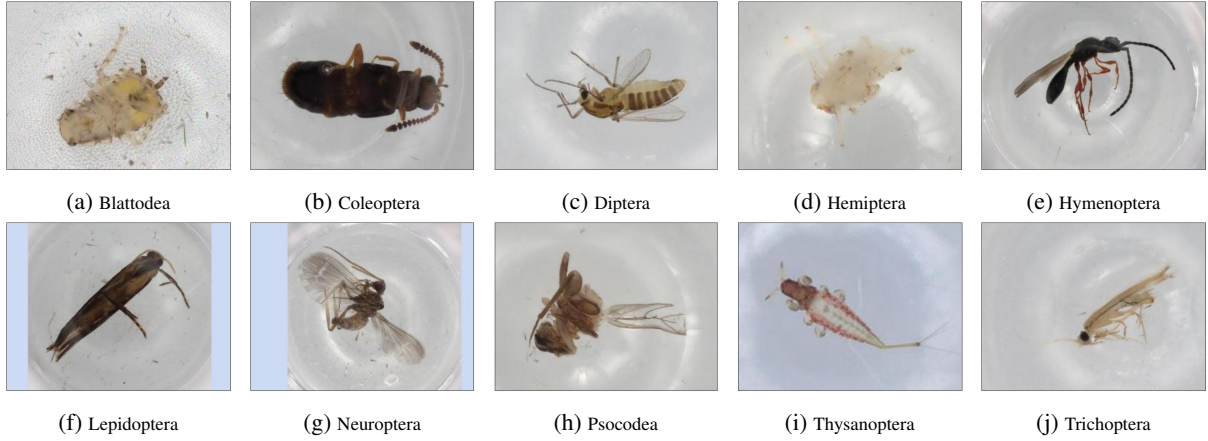 (a) Blattodea
(b) Coleoptera
(c) Diptera
(d) Hemiptera
(e) Hymenoptera
(f) Lepidoptera
(g) Neuroptera
(h) Psocodea
(i) Thysanoptera
(j) Trichoptera